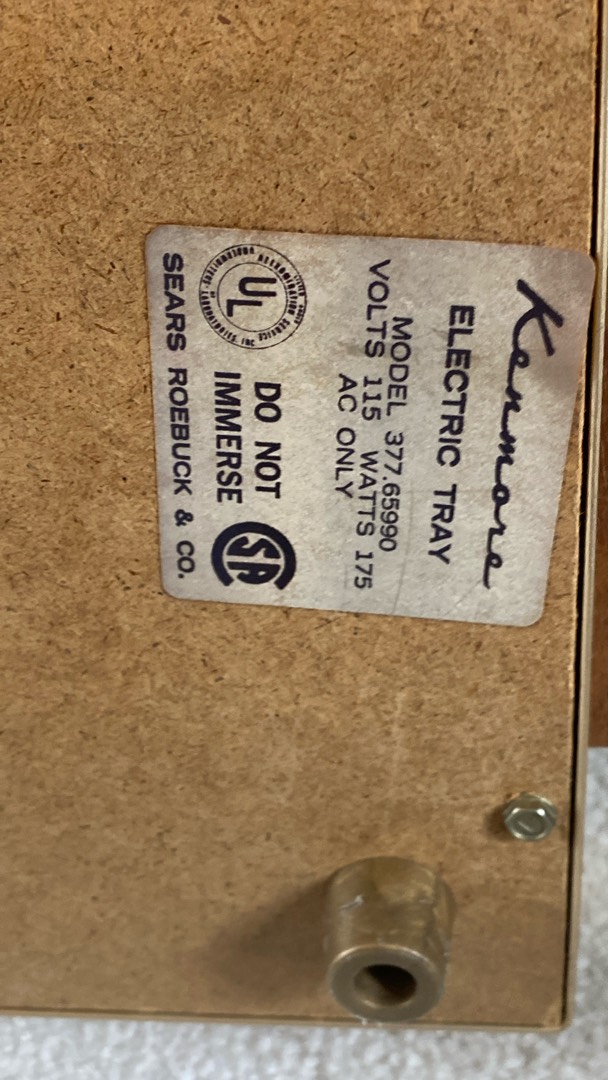 Kenmore
ELECTRIC TRAY
MODEL 377.65990
VOLTS 115 WATTS 175
AC ONLY
UL
DO NOT
IMMERSE
SA
SEARS ROEBUCK & CO.